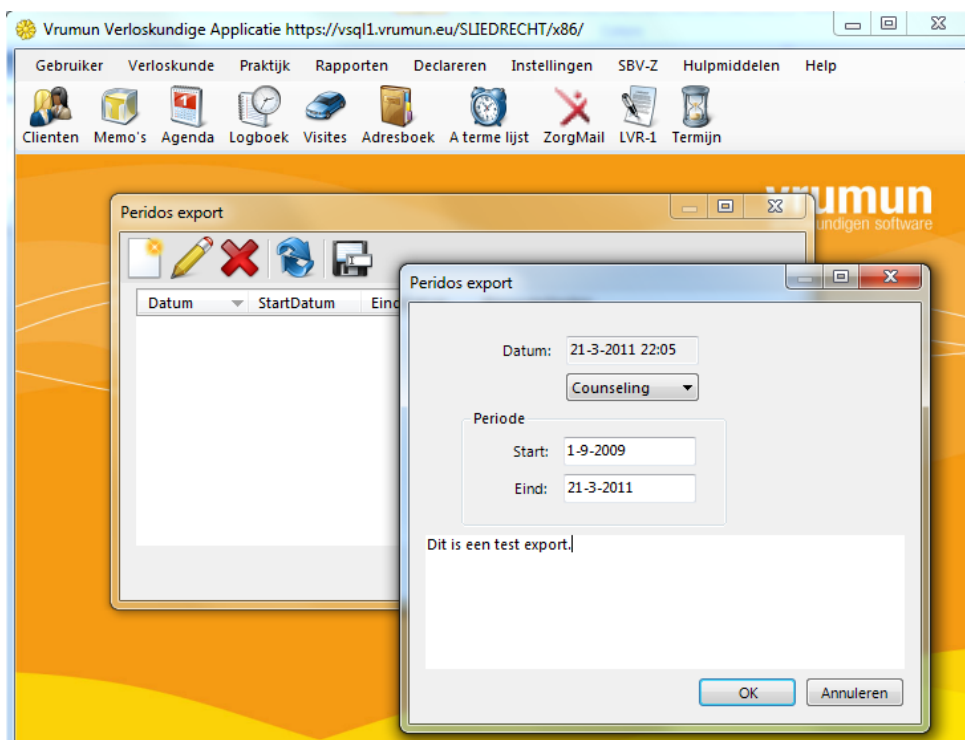 Vrumun Verloskundige Applicatie https://vsql1.vrumun.eu/SLIEDRECHT/x86/
Gebruiker Verloskunde Praktijk Rapporten Declareren Instellingen SBV-Z Hulpmiddelen Help
Clienten Memo's Agenda Logboek Visites Adresboek A terme lijst ZorgMail LVR-1 Termijn
vrumun
software
Peridos export
Datum StartDatum
Peridos export
Datum: 21-3-2011 22:05
Counseling
Periode
Start: 1-9-2009
Eind: 21-3-2011
Dit is een test export.
OK Annuleren